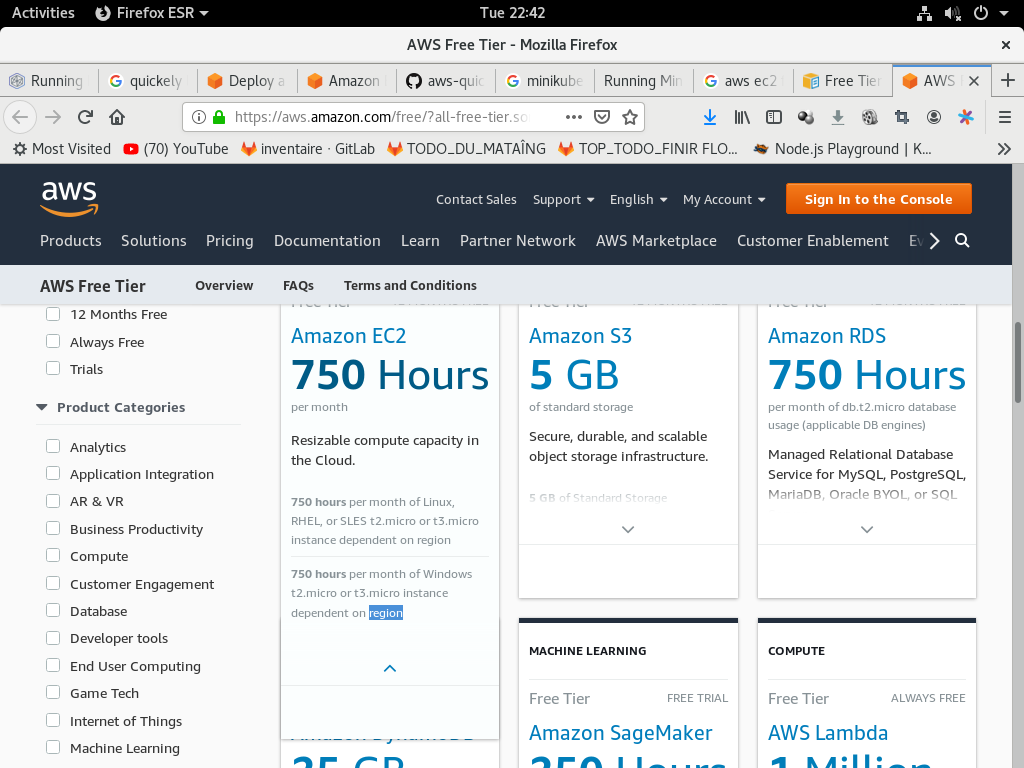 Activities Firefox ESR Tue 22:42
AWS Free Tier - Mozilla Firefox
Running quickely Deploy a Amazon aws-quic minikube Running Min aws ec2 Free Tie AWS
https://aws.amazon.com/free/?all-free-tier.so
Most Visited (70) YouTube inventaire · GitLab TODO_DU_MATAÎNG TOP_TODO_FINIR FLO... Node.js Playground | K...
aws
Contact Sales Support English My Account Sign In to the Console
Products Solutions Pricing Documentation Learn Partner Network AWS Marketplace Customer Enablement Ev
AWS Free Tier Overview FAQs Terms and Conditions
12 Months Free
Always Free
Trials
Product Categories
Analytics
Application Integration
AR & VR
Business Productivity
Compute
Customer Engagement
Database
Developer tools
End User Computing
Game Tech
Internet of Things
Machine Learning
Amazon EC2
750 Hours
per month
Resizable compute capacity in
the Cloud.
750 hours per month of Linux,
RHEL, or SLES t2.micro or t3.micro
instance dependent on region
750 hours per month of Windows
t2.micro or t3.micro instance
dependent on region
Amazon S3
5 GB
of standard storage
Secure, durable, and scalable
object storage infrastructure.
5 GB of Standard Storage
Amazon RDS
750 Hours
per month of db.t2.micro database
usage (applicable DB engines)
Managed Relational Database
Service for MySQL, PostgreSQL,
MariaDB, Oracle BYOL, or SQL
Amazon DynamoDB
25 GB
MACHINE LEARNING
Free Tier FREE TRIAL
Amazon SageMaker
250 Hours
COMPUTE
Free Tier ALWAYS FREE
AWS Lambda
1 Million